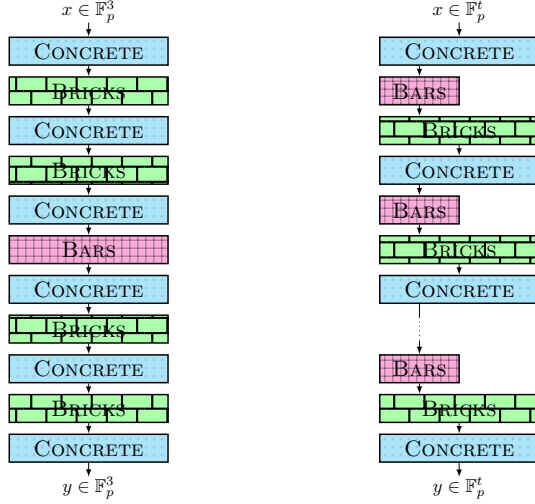 x ∈ 𝔽_p^3
CONCRETE
BRICKS
CONCRETE
BRICKS
CONCRETE
BARS
CONCRETE
BRICKS
CONCRETE
BRICKS
CONCRETE
y ∈ 𝔽_p^3
x ∈ 𝔽_p^t
CONCRETE
BARS
BRICKS
CONCRETE
BARS
BRICKS
CONCRETE
BARS
BRICKS
CONCRETE
y ∈ 𝔽_p^t